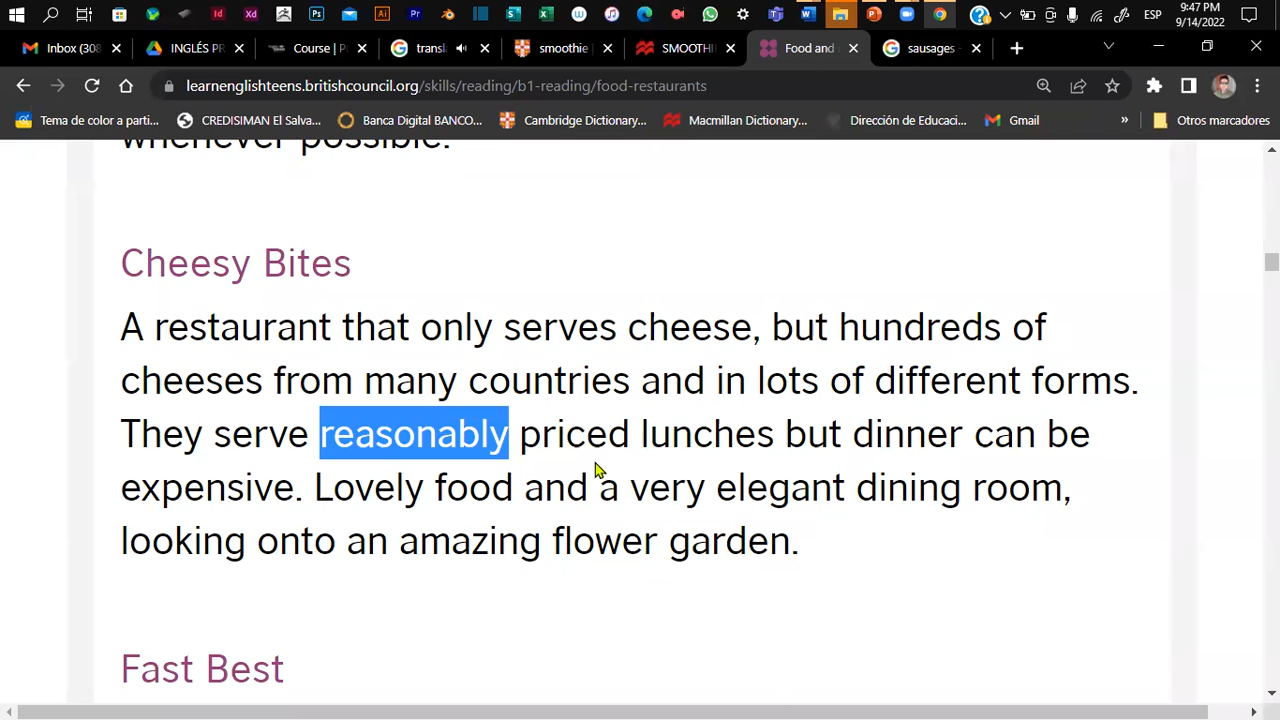 9:47 PM
ESP
9/14/2022
Inbox (308
INGLÉS PR
Course | P
transl
smoothie |
SMOOTHI
Food and
sausages -
learnenglishteens.britishcouncil.org/skills/reading/b1-reading/food-restaurants
Tema de color a parti...
CREDISIMAN El Salva...
Banca Digital BANCO...
Cambridge Dictionary...
Macmillan Dictionary...
Dirección de Educaci...
Gmail
»
Otros marcadores
whenever possible.
Cheesy Bites
A restaurant that only serves cheese, but hundreds of
cheeses from many countries and in lots of different forms.
They serve reasonably priced lunches but dinner can be
expensive. Lovely food and a very elegant dining room,
looking onto an amazing flower garden.
Fast Best